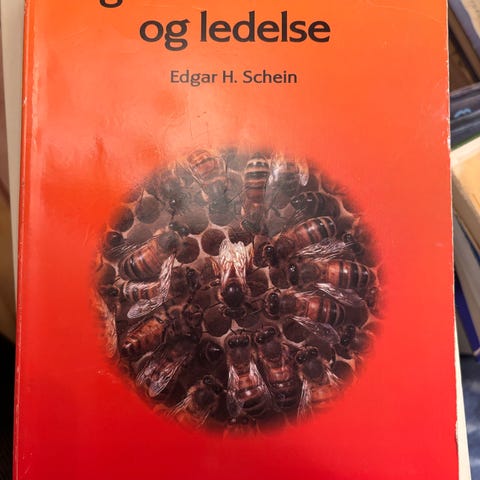 og ledelse
Edgar H. Schein